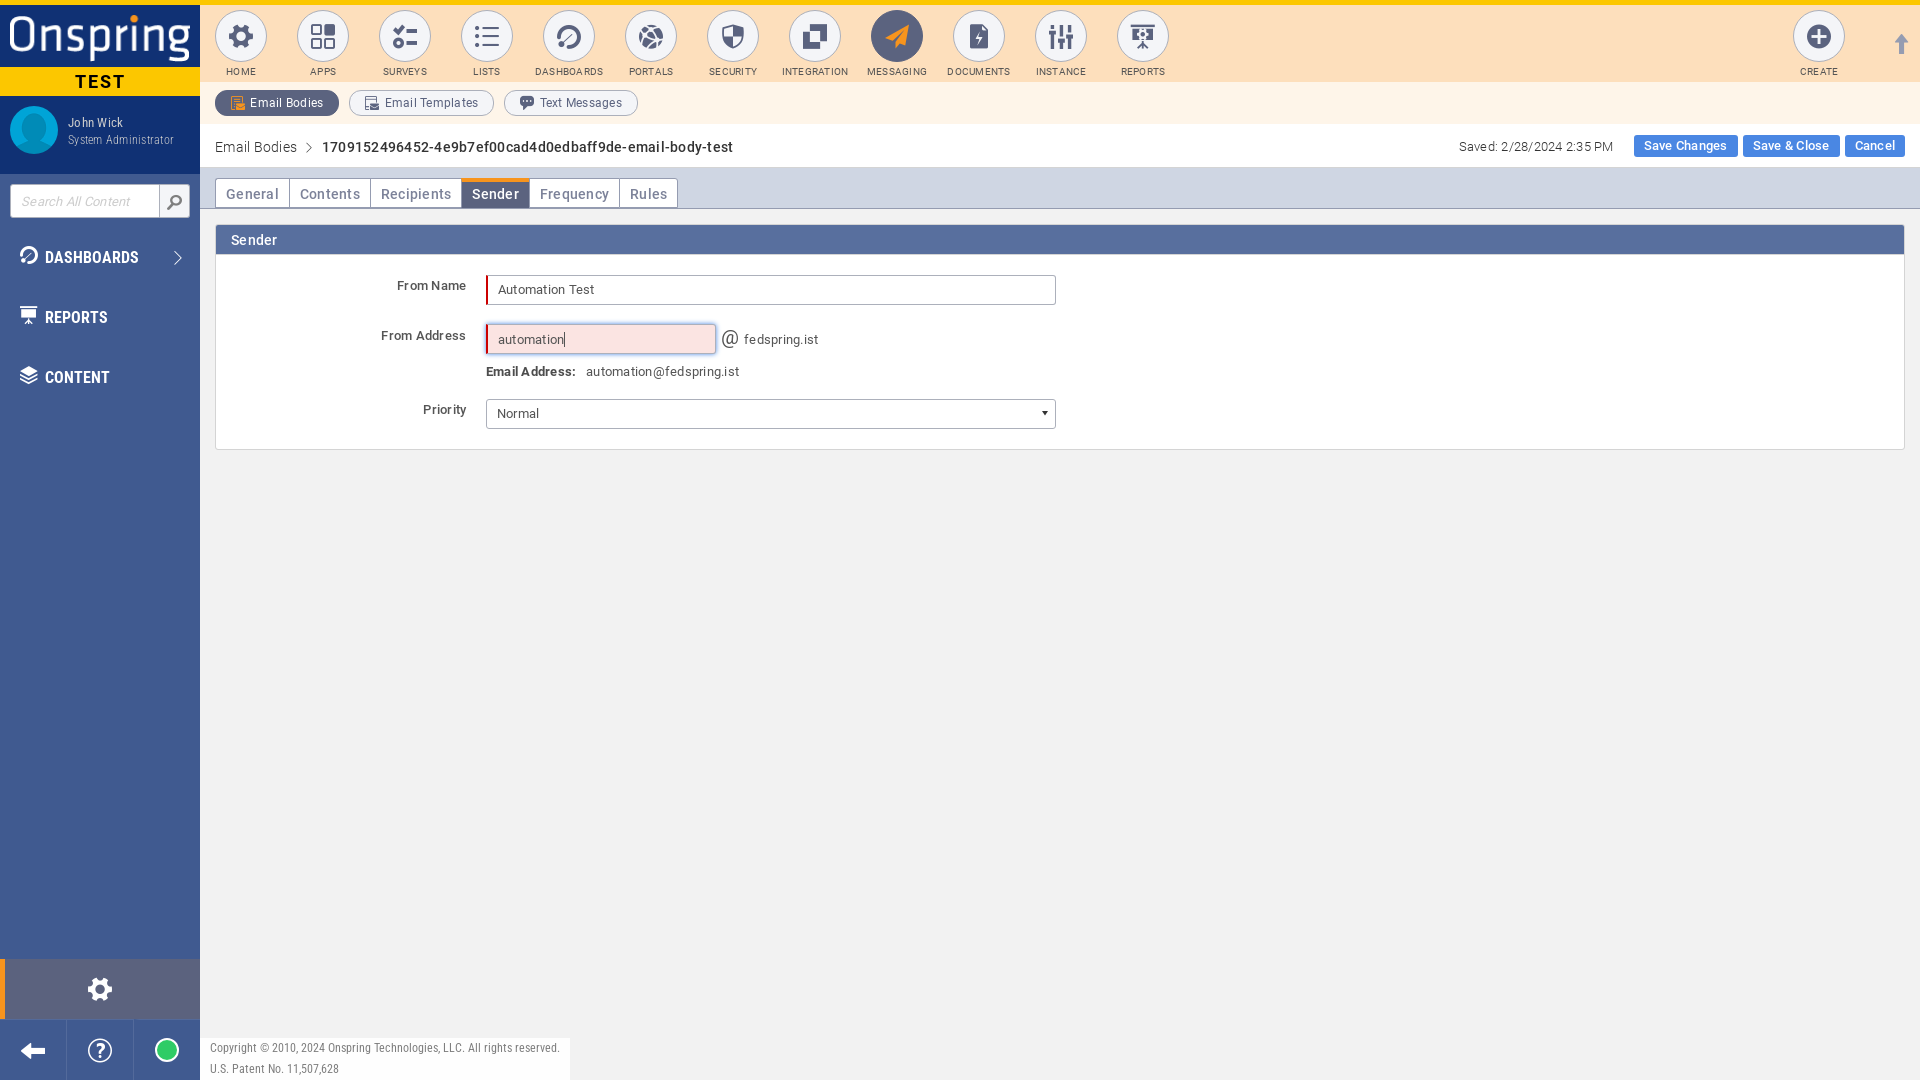 Onspring
TEST
John Wick
System Administrator
Search All Content
DASHBOARDS
REPORTS
CONTENT
HOME
APPS
SURVEYS
LISTS
DASHBOARDS
PORTALS
SECURITY
INTEGRATION
MESSAGING
DOCUMENTS
INSTANCE
REPORTS
CREATE
Email Bodies
Email Templates
Text Messages
Email Bodies
1709152496452-4e9b7ef00cad4d0edbaff9de-email-body-test
Saved: 2/28/2024 2:35 PM
Save Changes
Save & Close
Cancel
General
Contents
Recipients
Sender
Frequency
Rules
Sender
From Name
Automation Test
From Address
automation
@ fedspring.ist
Email Address: automation@fedspring.ist
Priority
Normal
Copyright © 2010, 2024 Onspring Technologies, LLC. All rights reserved.
U.S. Patent No. 11,507,628